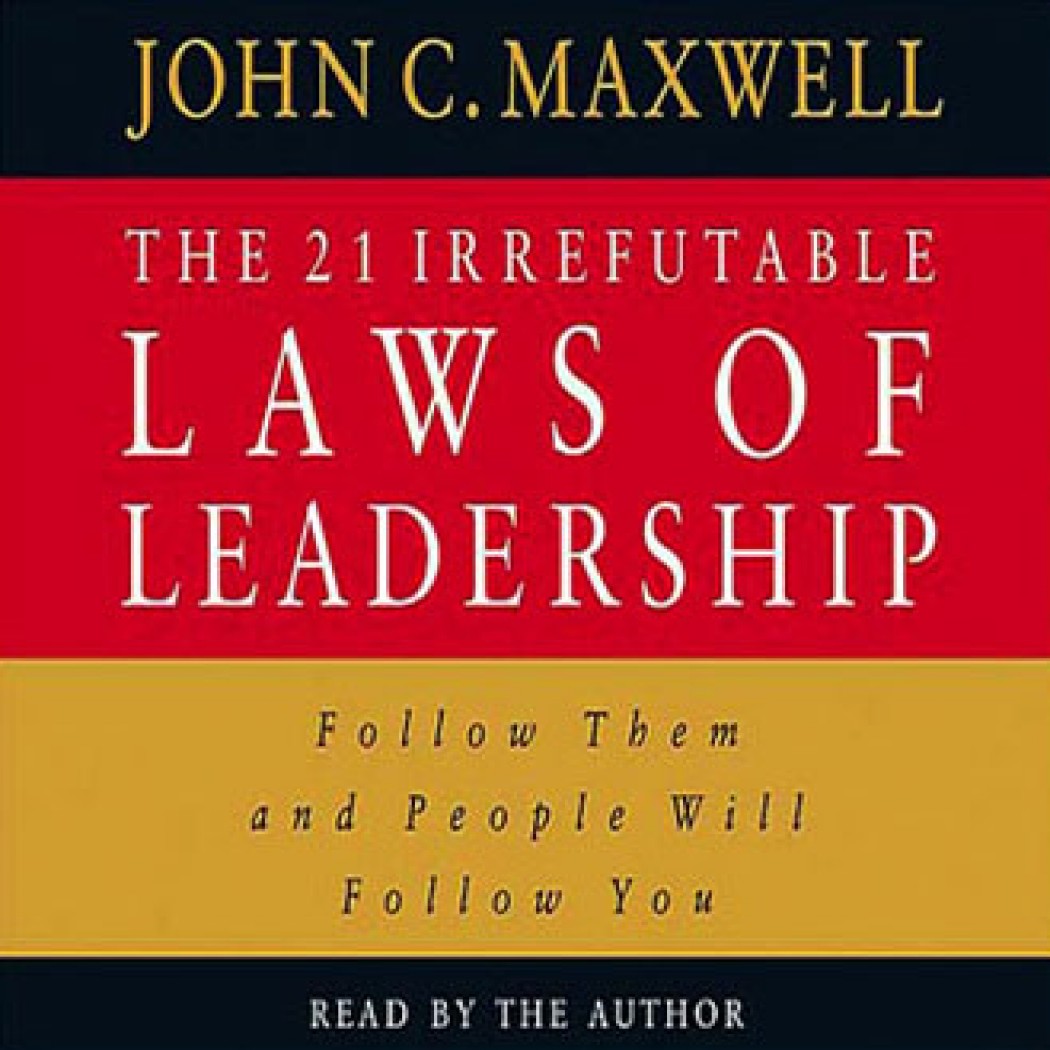 JOHN C. MAXWELL
THE 21 IRREFUTABLE
LAWS OF
LEADERSHIP
Follow Them
and People Will
Follow You
READ BY THE AUTHOR